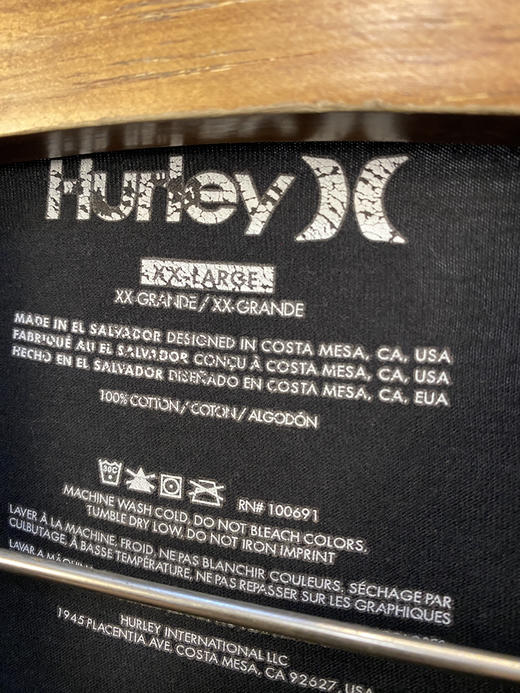 Hurley
XX-LARGE
XX-GRANDE / XX-GRANDE
MADE IN EL SALVADOR DESIGNED IN COSTA MESA, CA, USA
FABRIQUÉ AU EL SALVADOR CONÇU À COSTA MESA, CA, USA
HECHO EN EL SALVADOR DISEÑADO EN COSTA MESA, CA, EUA
100% COTTON / COTON / ALGODÓN
30C
RN# 100691
MACHINE WASH COLD, DO NOT BLEACH COLORS,
TUMBLE DRY LOW, DO NOT IRON IMPRINT
LAVER À LA MACHINE, FROID, NE PAS BLANCHIR COULEURS, SÉCHAGE PAR
CULBUTAGE, À BASSE TEMPÉRATURE, NE PAS REPASSER SUR LES GRAPHIQUES
LAVAR A MÁQUINA
HURLEY INTERNATIONAL LLC
1945 PLACENTIA AVE. COSTA MESA, CA 92627, USA